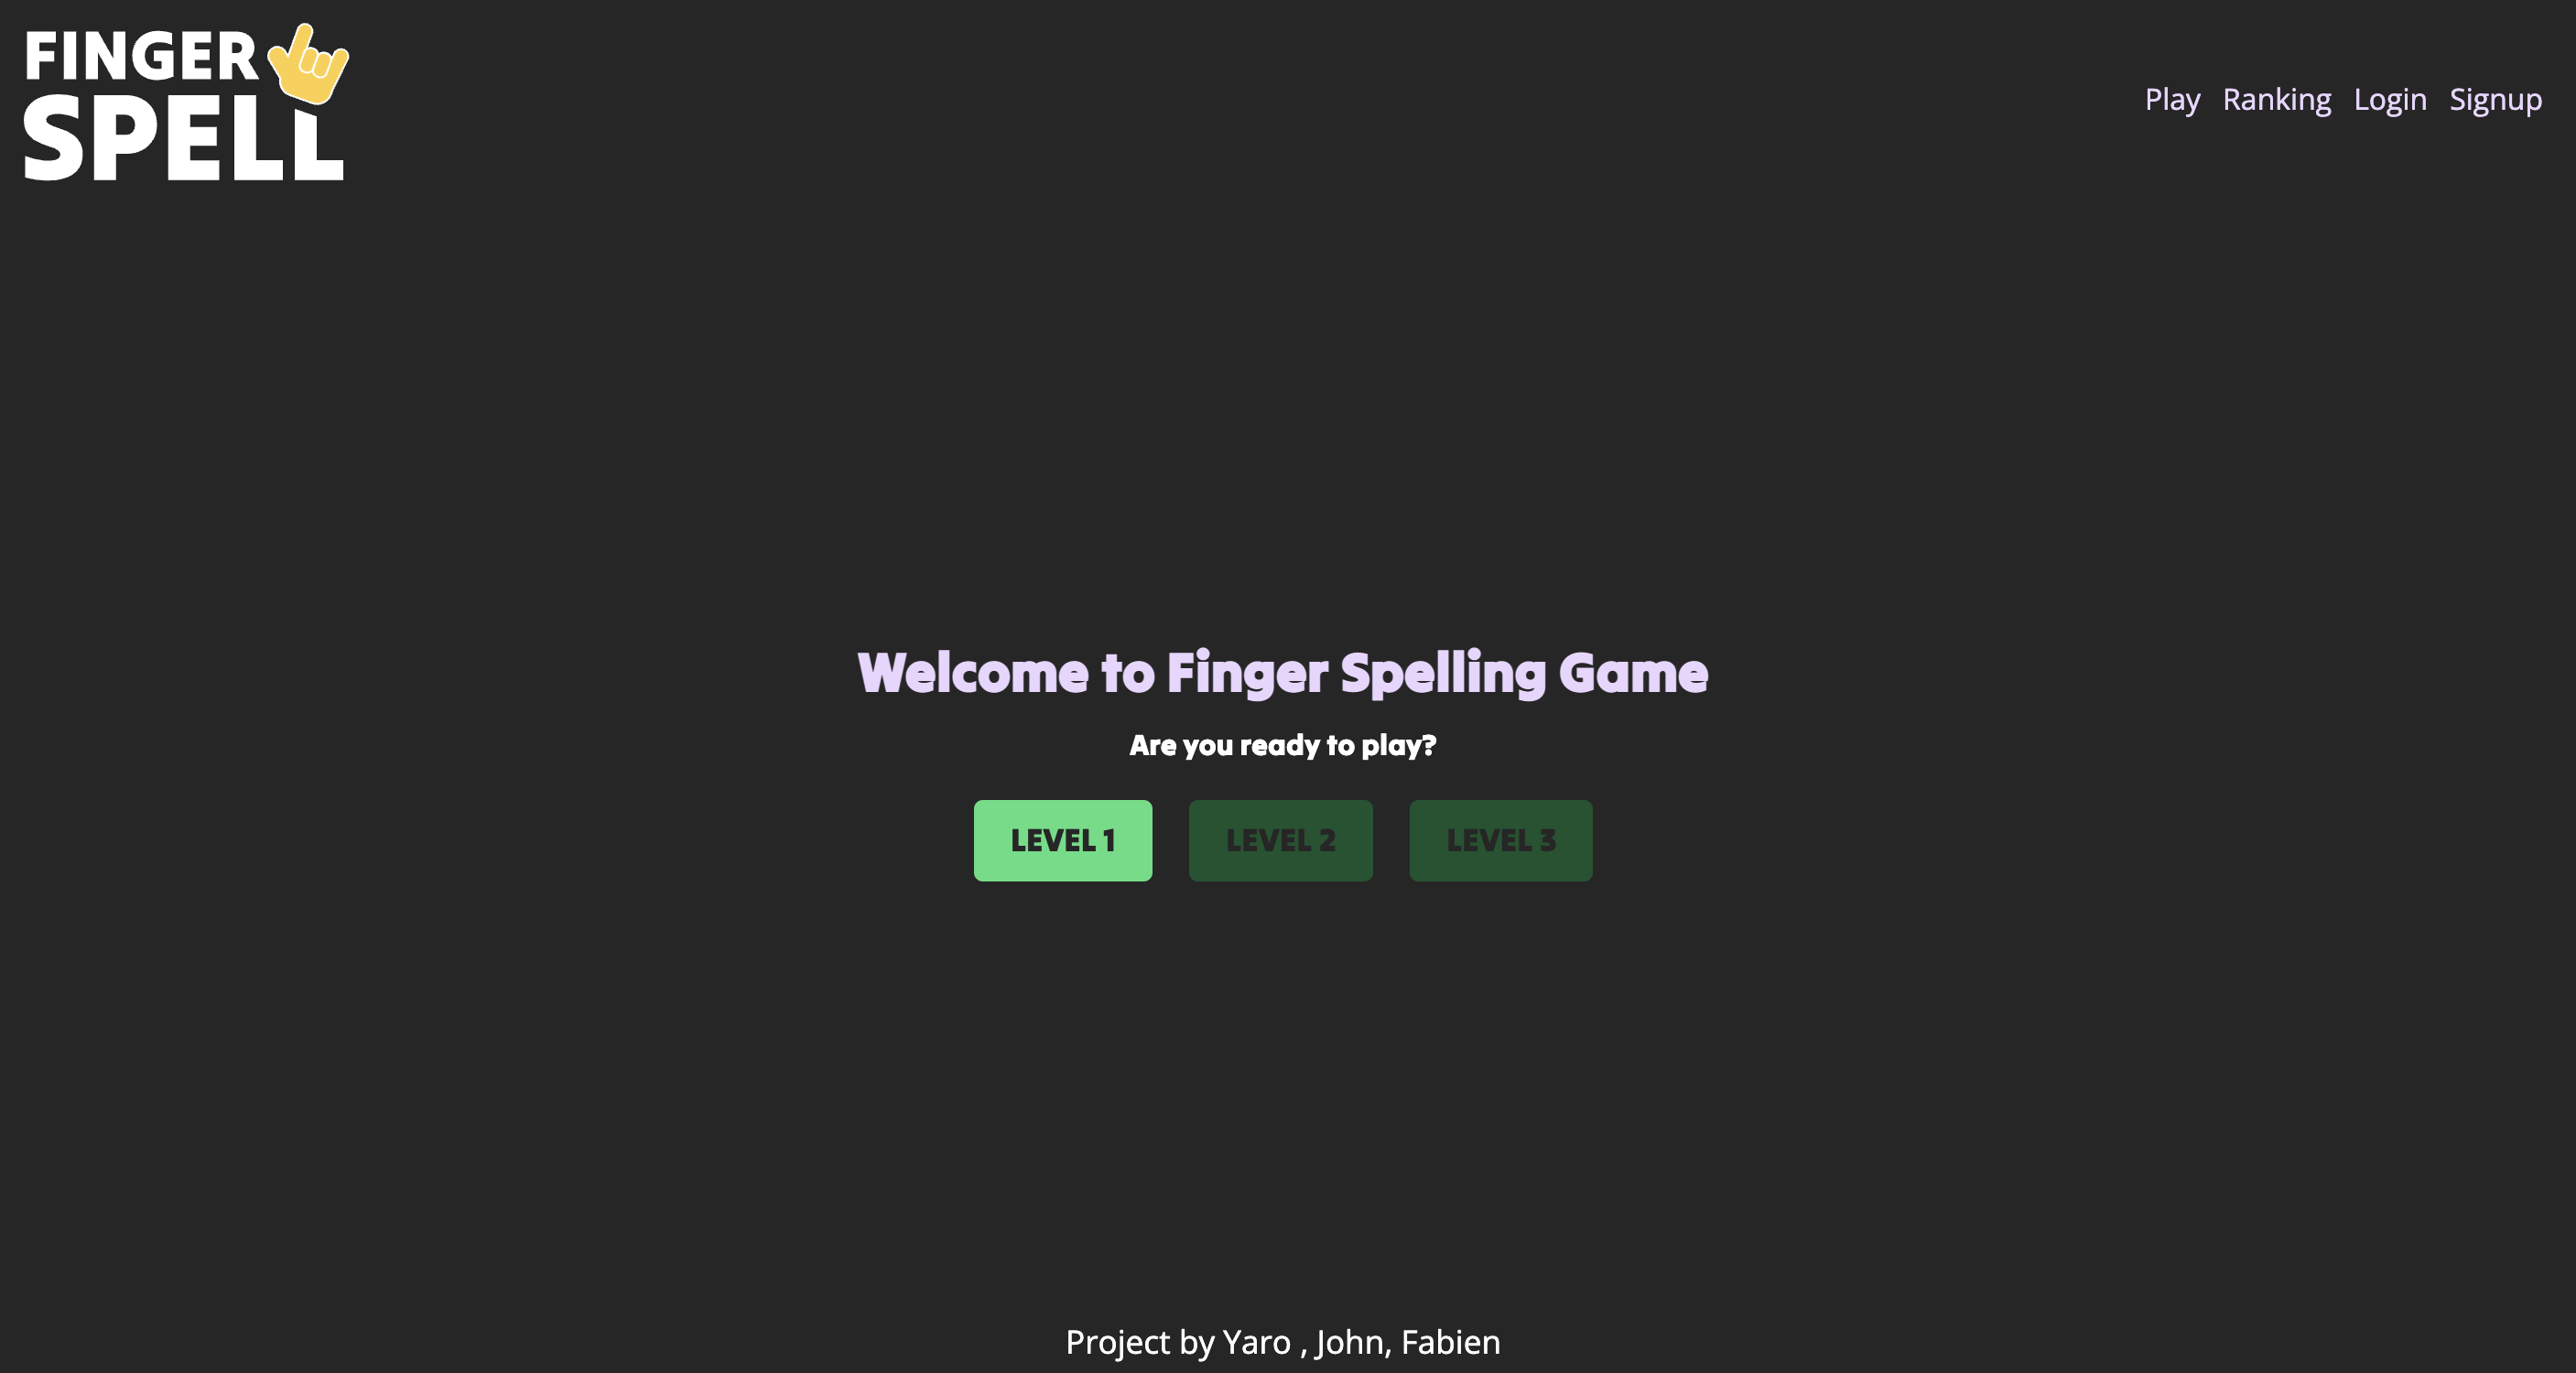 FINGER
SPELL
Play Ranking Login Signup
Welcome to Finger Spelling Game
Are you ready to play?
LEVEL 1 LEVEL 2 LEVEL 3
Project by Yaro , John, Fabien